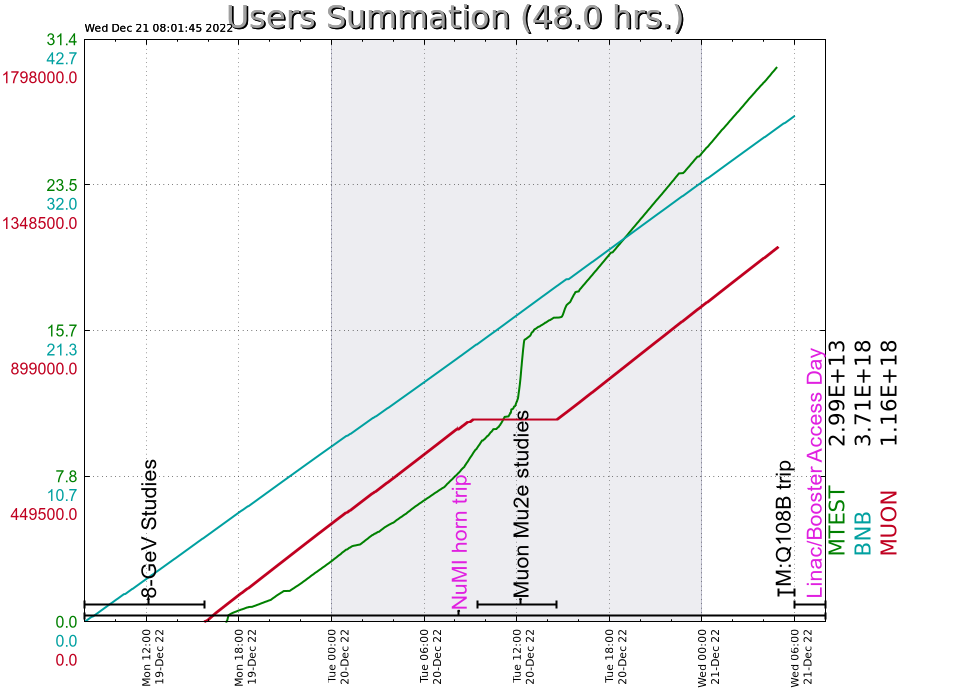 Users Summation (48.0 hrs.)
Wed Dec 21 08:01:45 2022
31.4
42.7
1798000.0
23.5
32.0
1348500.0
15.7
21.3
899000.0
7.8
10.7
449500.0
0.0
0.0
0.0
8-GeV Studies
NuMI horn trip
Muon Mu2e studies
M:Q108B trip
Linac/Booster Access Day
MTEST 2.99E+13
BNB 3.71E+18
MUON 1.16E+18
Mon 12:00
19-Dec 22
Mon 18:00
19-Dec 22
Tue 00:00
20-Dec 22
Tue 06:00
20-Dec 22
Tue 12:00
20-Dec 22
Tue 18:00
20-Dec 22
Wed 00:00
21-Dec 22
Wed 06:00
21-Dec 22